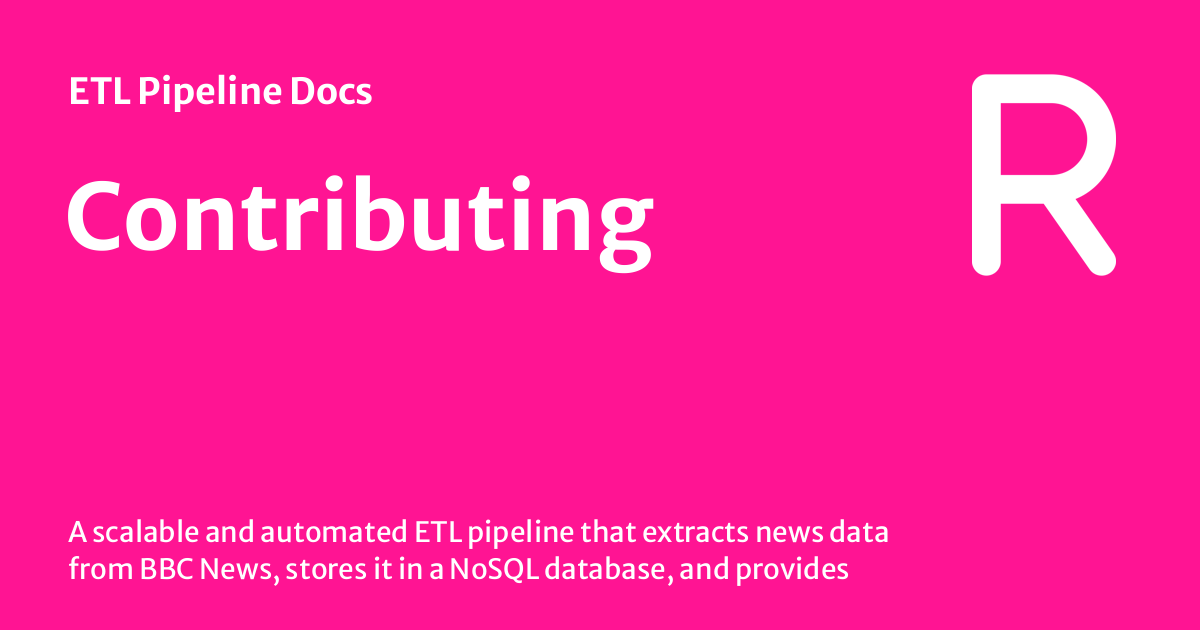 ETL Pipeline Docs
R
Contributing
A scalable and automated ETL pipeline that extracts news data
from BBC News, stores it in a NoSQL database, and provides